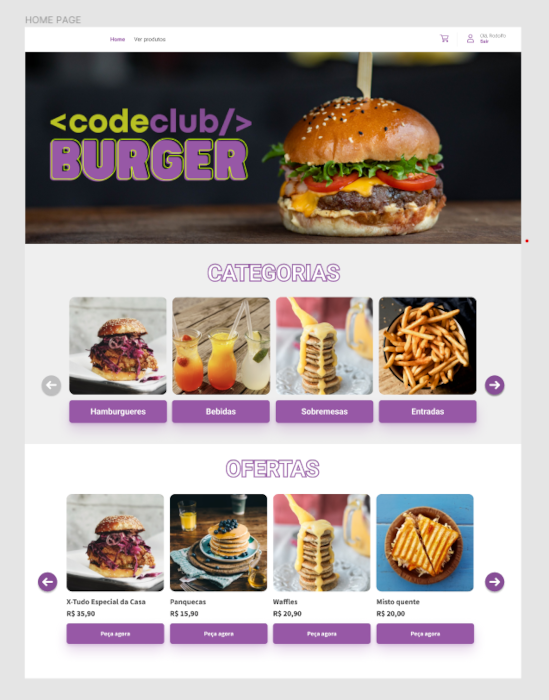 HOME PAGE
Home Ver produtos
Olá, Rodolfo
Sair
<codeclub/>
BURGER
CATEGORIAS
Hamburgueres Bebidas Sobremesas Entradas
OFERTAS
X-Tudo Especial da Casa Panquecas Waffles Misto quente
R$ 35,90 R$ 15,90 R$ 20,90 R$ 20,00
Peça agora Peça agora Peça agora Peça agora